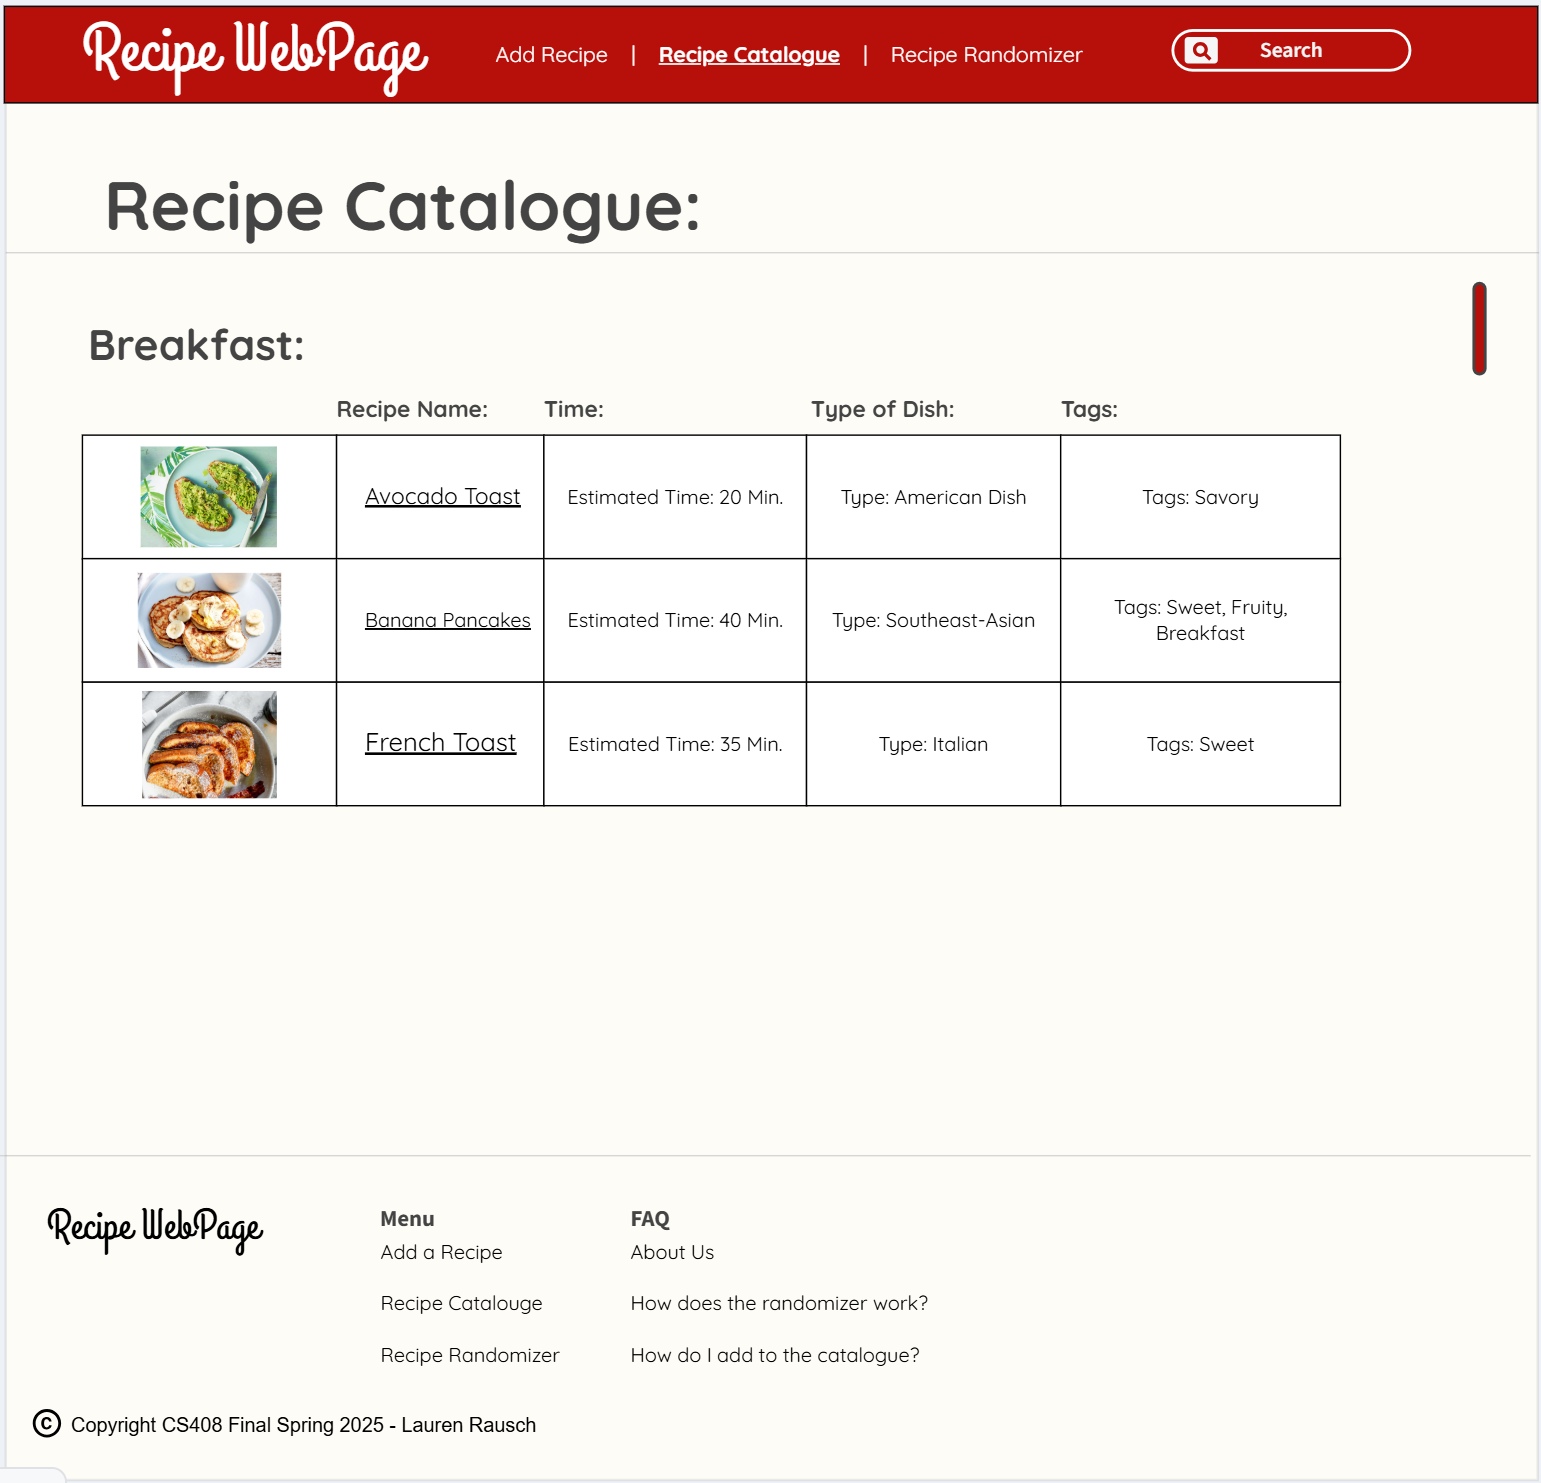 Recipe WebPage
Add Recipe | Recipe Catalogue | Recipe Randomizer
Search
Recipe Catalogue:
Breakfast:
Recipe Name: Time: Type of Dish: Tags:
Avocado Toast Estimated Time: 20 Min. Type: American Dish Tags: Savory
Banana Pancakes Estimated Time: 40 Min. Type: Southeast-Asian Tags: Sweet, Fruity,
Breakfast
French Toast Estimated Time: 35 Min. Type: Italian Tags: Sweet
Recipe WebPage
Menu
Add a Recipe
Recipe Catalouge
Recipe Randomizer
FAQ
About Us
How does the randomizer work?
How do I add to the catalogue?
© Copyright CS408 Final Spring 2025 - Lauren Rausch